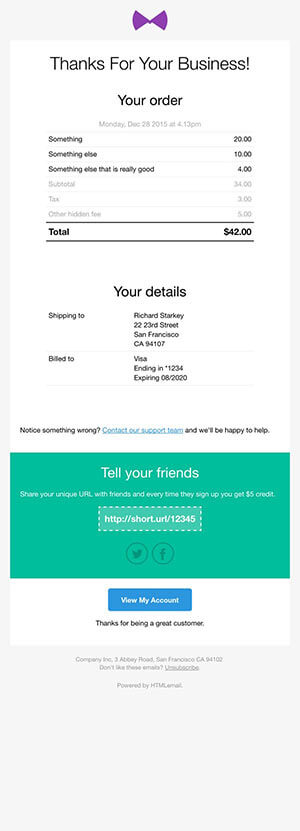 Thanks For Your Business!
Your order
Monday, Dec 28 2015 at 4.13pm
Something 20.00
Something else 10.00
Something else that is really good 4.00
Subtotal 34.00
Tax 3.00
Other hidden fee 5.00
Total $42.00
Your details
Shipping to Richard Starkey
22 23rd Street
San Francisco
CA 94107
Billed to Visa
Ending in *1234
Expiring 08/2020
Notice something wrong? Contact our support team and we'll be happy to help.
Tell your friends
Share your unique URL with friends and every time they sign up you get $5 credit.
http://short.url/12345
View My Account
Thanks for being a great customer.
Company Inc, 3 Abbey Road, San Francisco CA 94102
Don't like these emails? Unsubscribe.
Powered by HTMLemail.